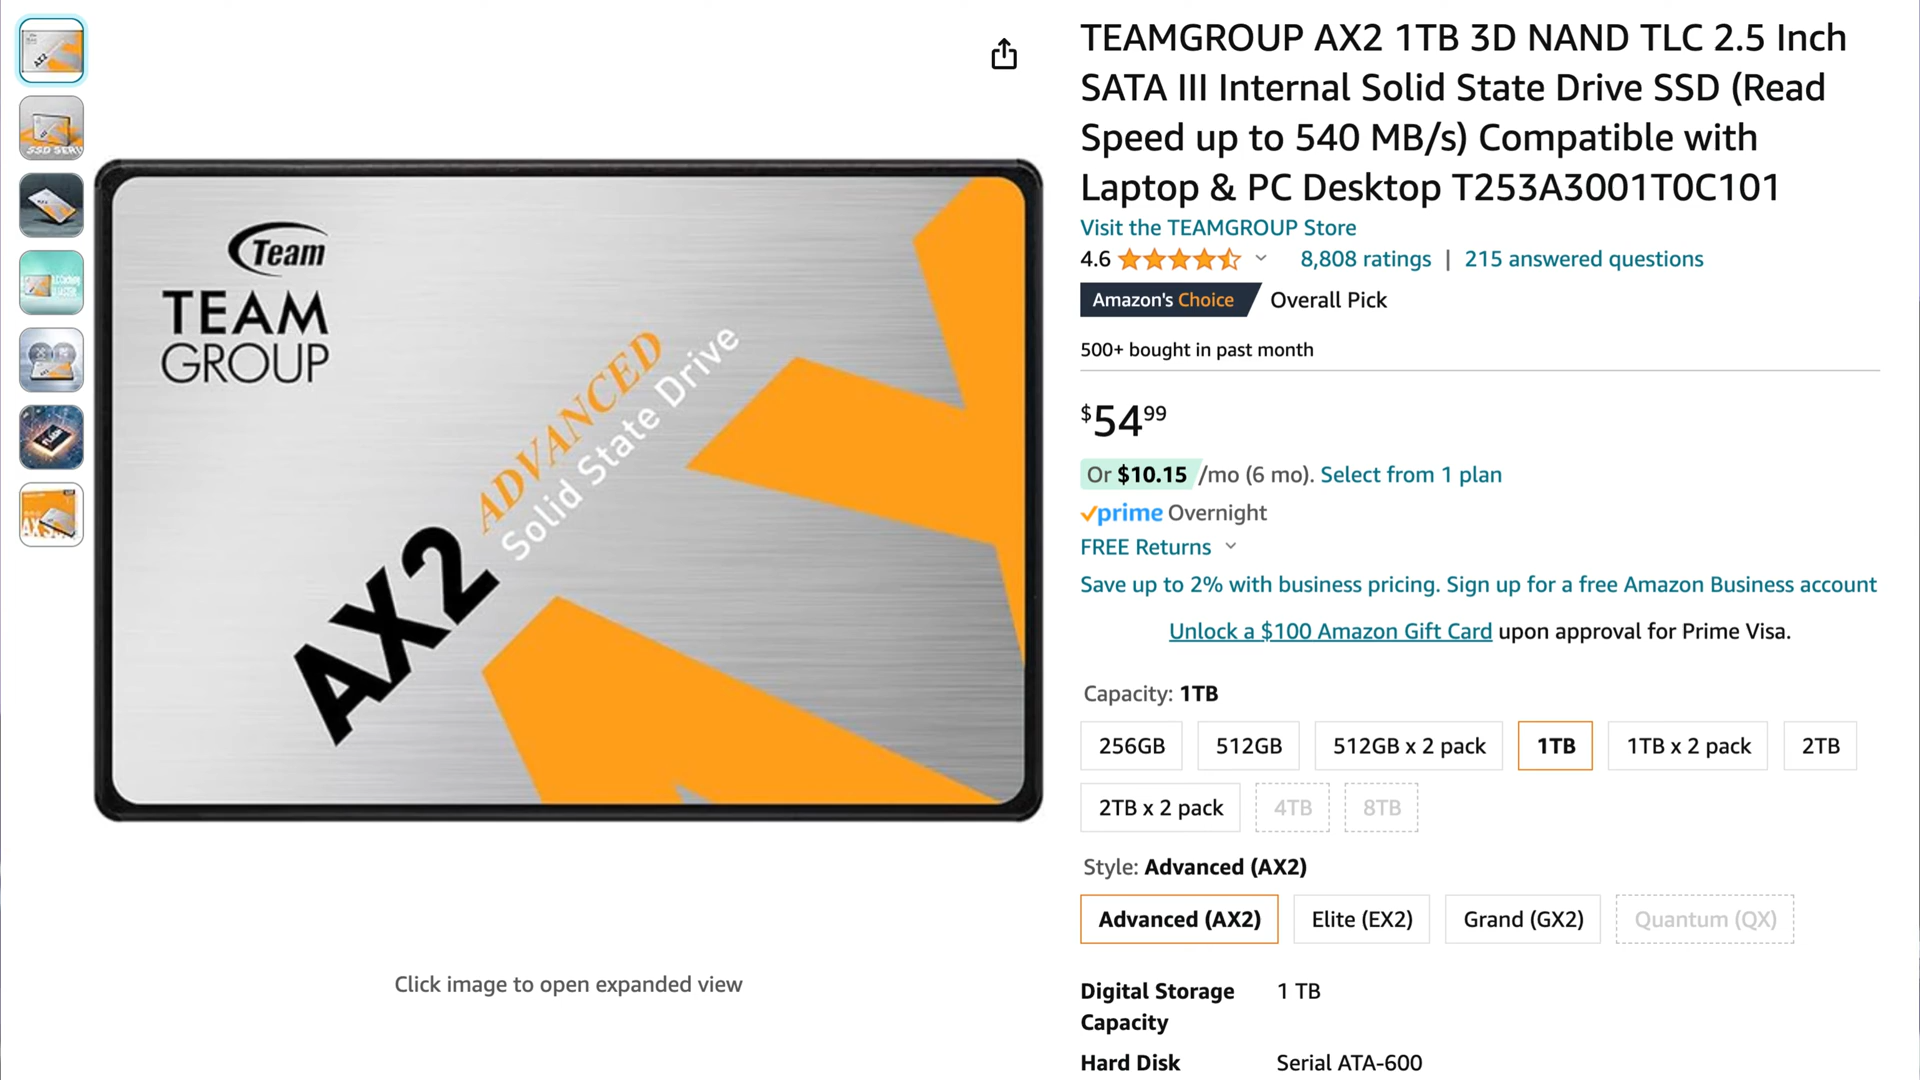 TEAMGROUP AX2 1TB 3D NAND TLC 2.5 Inch
SATA III Internal Solid State Drive SSD (Read
Speed up to 540 MB/s) Compatible with
Laptop & PC Desktop T253A3001T0C101
Visit the TEAMGROUP Store
4.6
8,808 ratings | 215 answered questions
Amazon's Choice Overall Pick
500+ bought in past month
$54 99
Or $10.15 /mo (6 mo). Select from 1 plan
prime Overnight
FREE Returns
Save up to 2% with business pricing. Sign up for a free Amazon Business account
Unlock a $100 Amazon Gift Card upon approval for Prime Visa.
Capacity: 1TB
256GB 512GB 512GB x 2 pack 1TB 1TB x 2 pack 2TB
2TB x 2 pack 4TB 8TB
Style: Advanced (AX2)
Advanced (AX2) Elite (EX2) Grand (GX2) Quantum (QX)
Digital Storage 1 TB
Capacity
Hard Disk Serial ATA-600
Team
TEAM
GROUP
AX2
ADVANCED
Solid State Drive
Click image to open expanded view